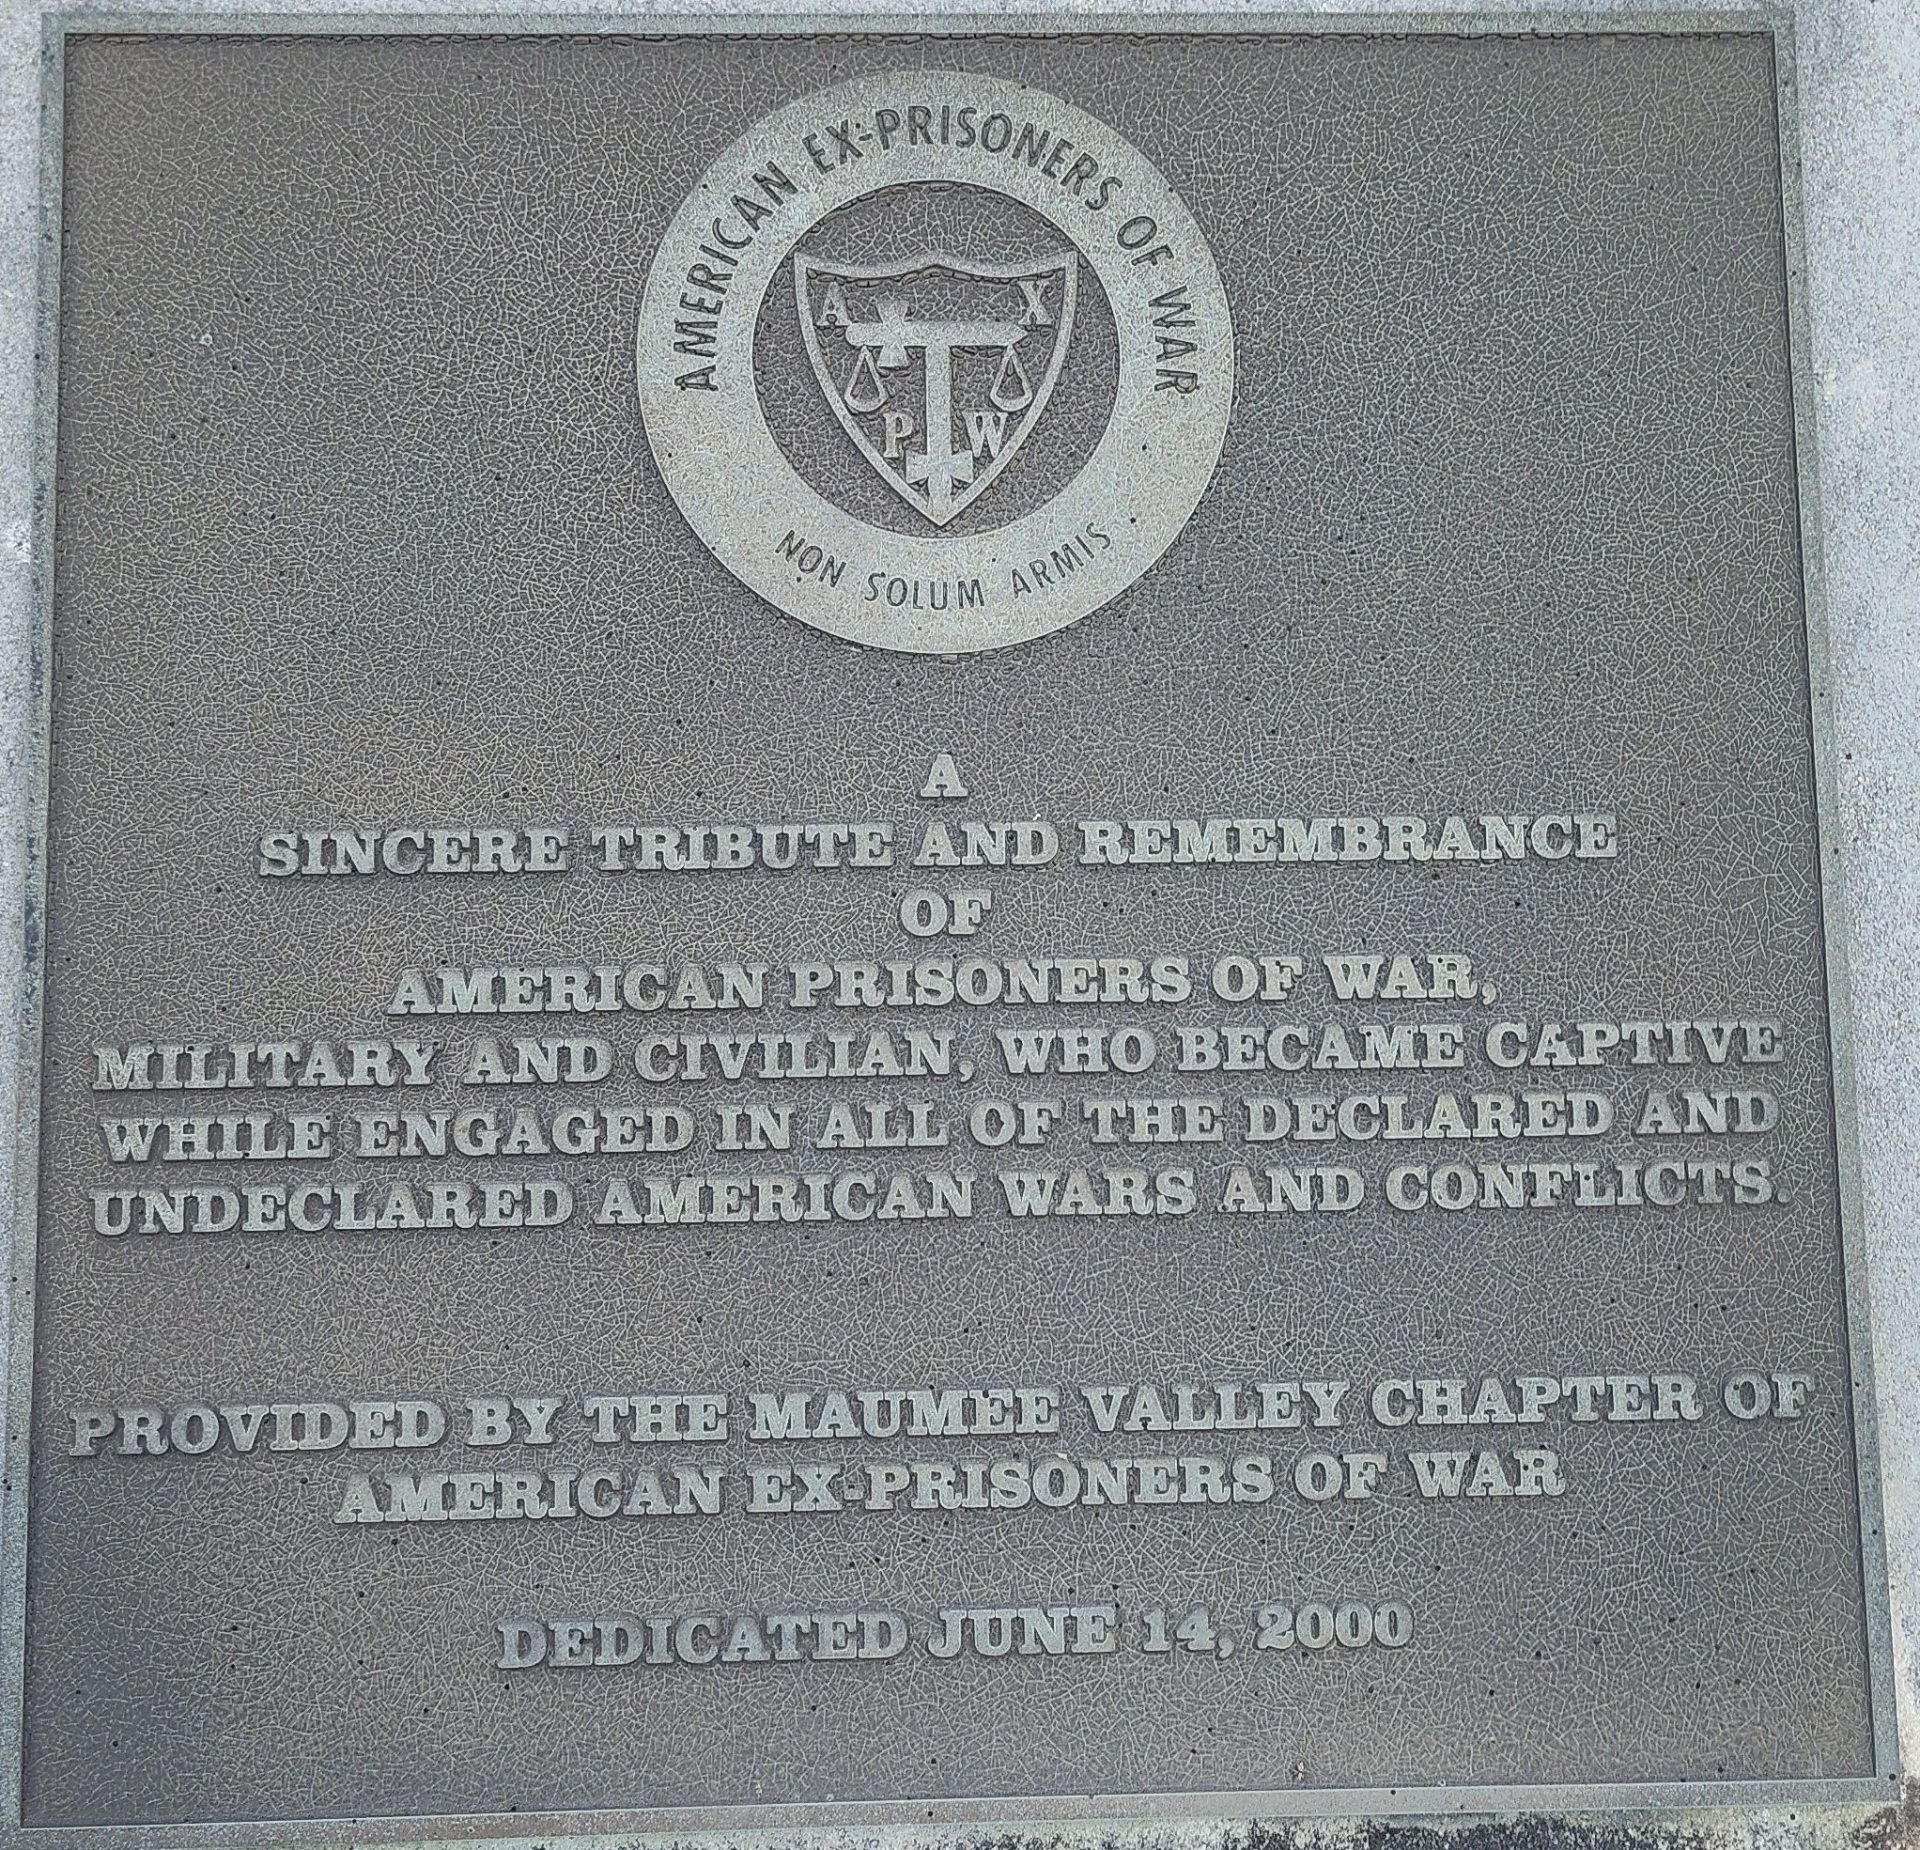 AMERICAN EX-PRISONERS OF WAR
A X
P W
NON SOLUM ARMIS
A
SINCERE TRIBUTE AND REMEMBRANCE
OF
AMERICAN PRISONERS OF WAR,
MILITARY AND CIVILIAN, WHO BECAME CAPTIVE
WHILE ENGAGED IN ALL OF THE DECLARED AND
UNDECLARED AMERICAN WARS AND CONFLICTS.
PROVIDED BY THE MAUMEE VALLEY CHAPTER OF
AMERICAN EX-PRISONERS OF WAR
DEDICATED JUNE 14, 2000